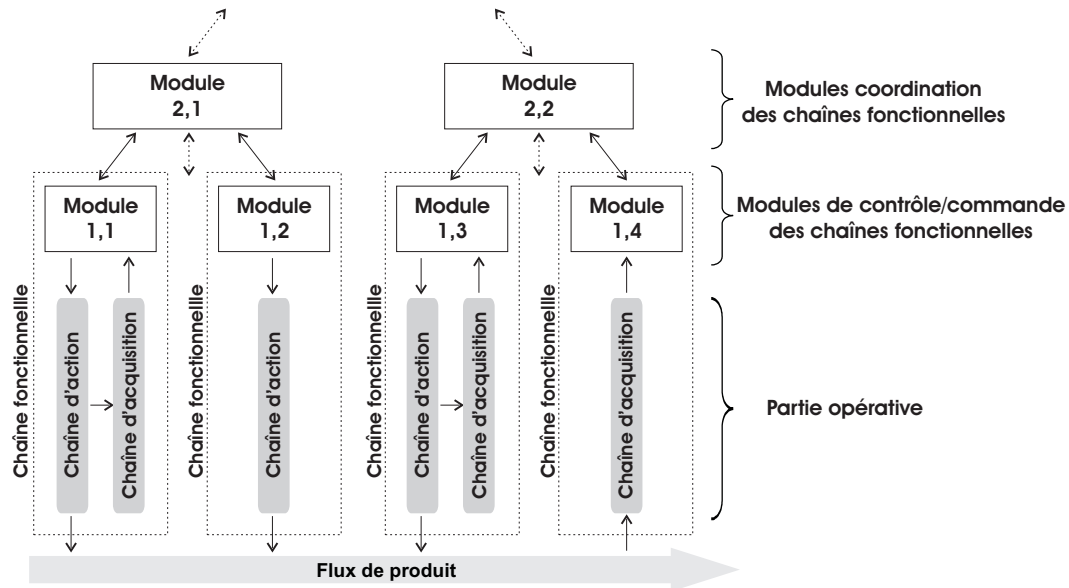 Module
2,1
Module
2,2
Modules coordination
des chaînes fonctionnelles
Module
1,1
Module
1,2
Module
1,3
Module
1,4
Modules de contrôle/commande
des chaînes fonctionnelles
Chaîne fonctionnellle
Chaîne d'action
Chaîne d'acquisition
Chaîne fonctionnelle
Chaîne d'action
Chaîne fonctionnelle
Chaîne d'action
Chaîne d'acquisition
Chaîne fonctionnelle
Chaîne d'acquisition
Partie opérative
Flux de produit